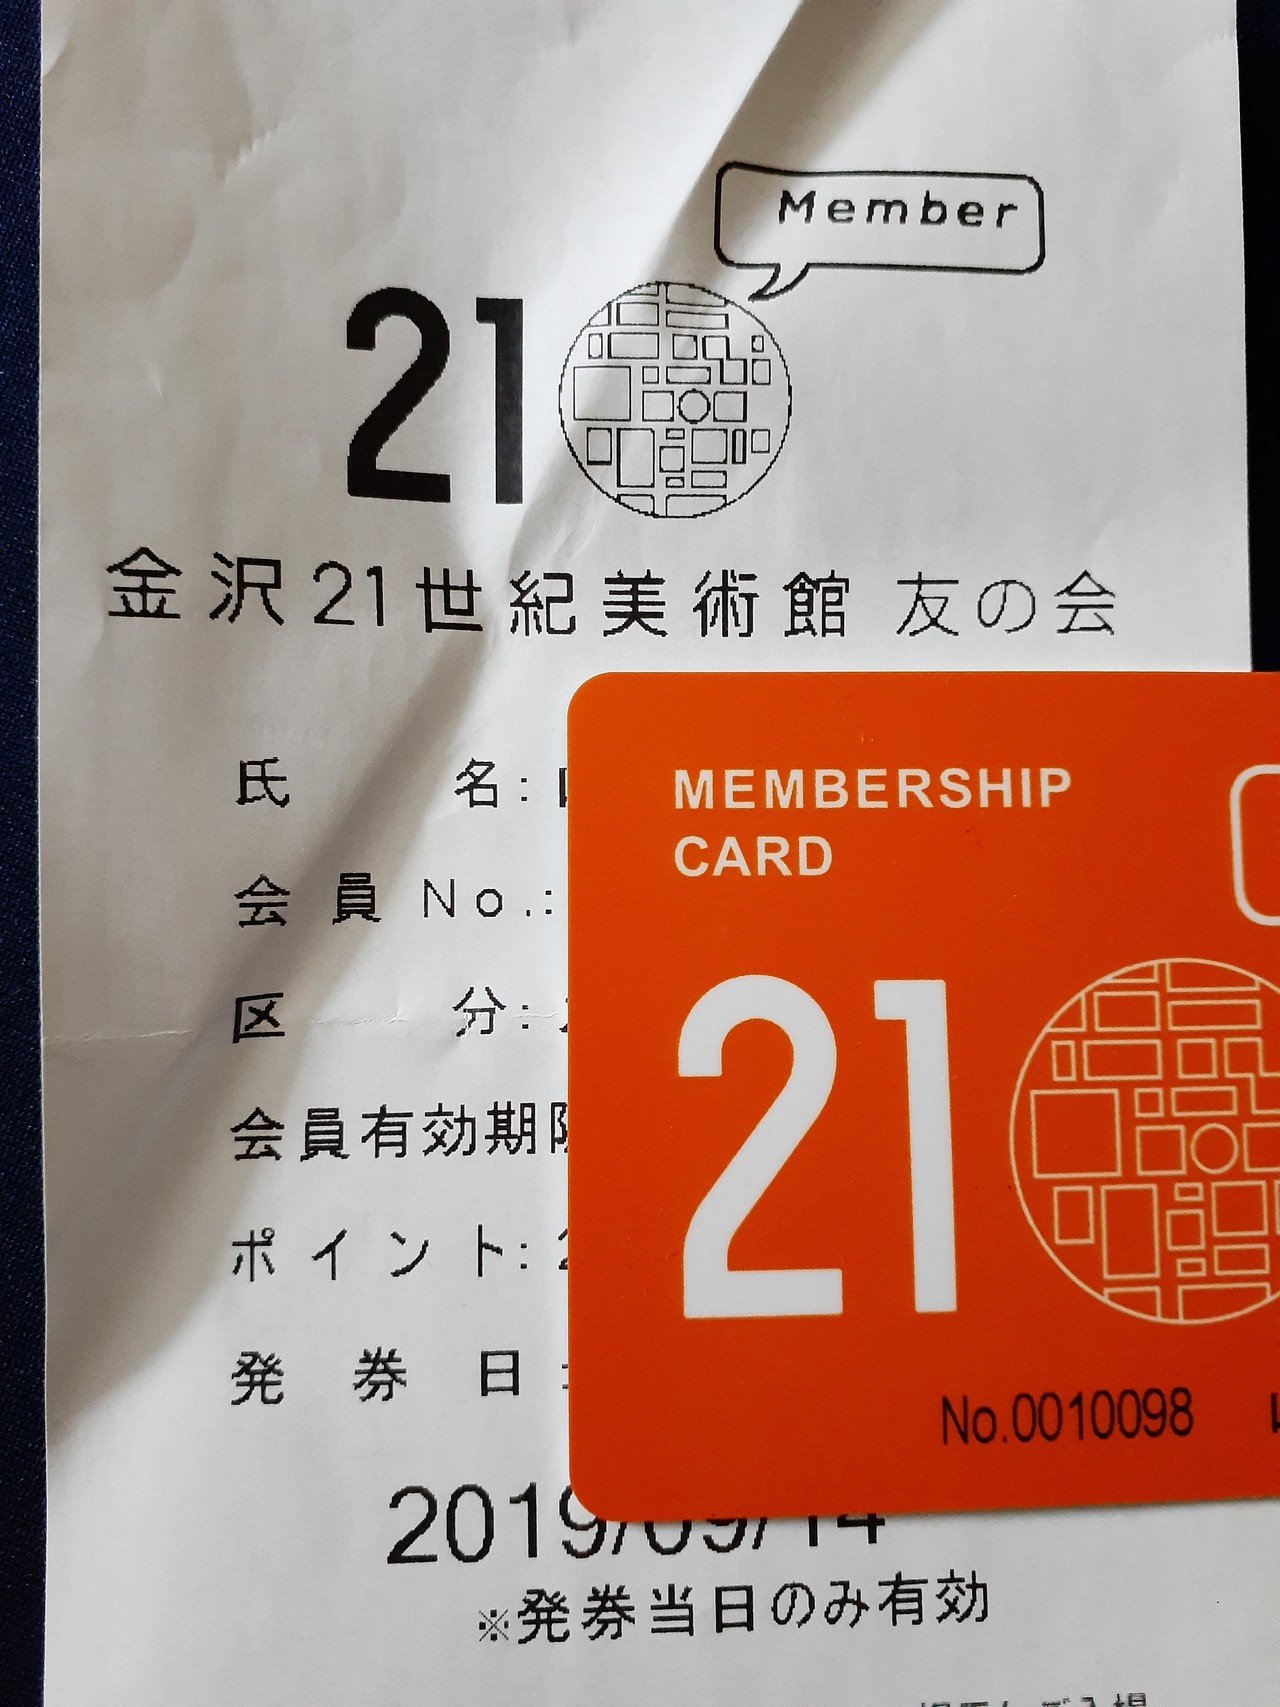 Member
21
金沢21世紀美術館 友の会
氏 名:
会員No.:
区 分:
会員有効期
ポイント:
発券日
2019/09/14
※発券当日のみ有効
MEMBERSHIP
CARD
21
No.0010098